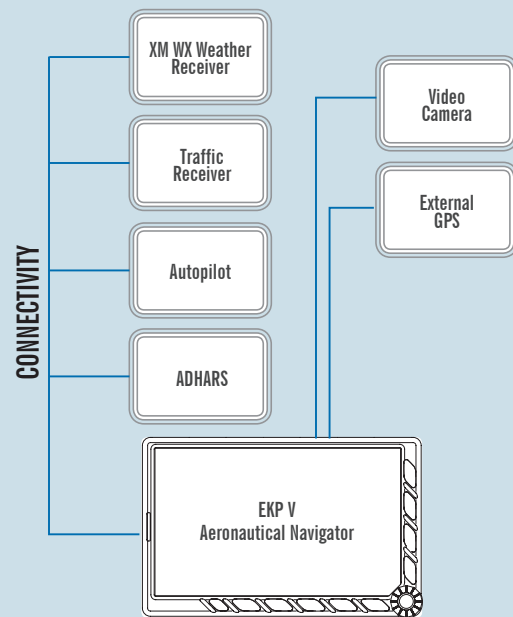 CONNECTIVITY
XM WX Weather
Receiver
Traffic
Receiver
Autopilot
ADHARS
Video
Camera
External
GPS
EKP V
Aeronautical Navigator